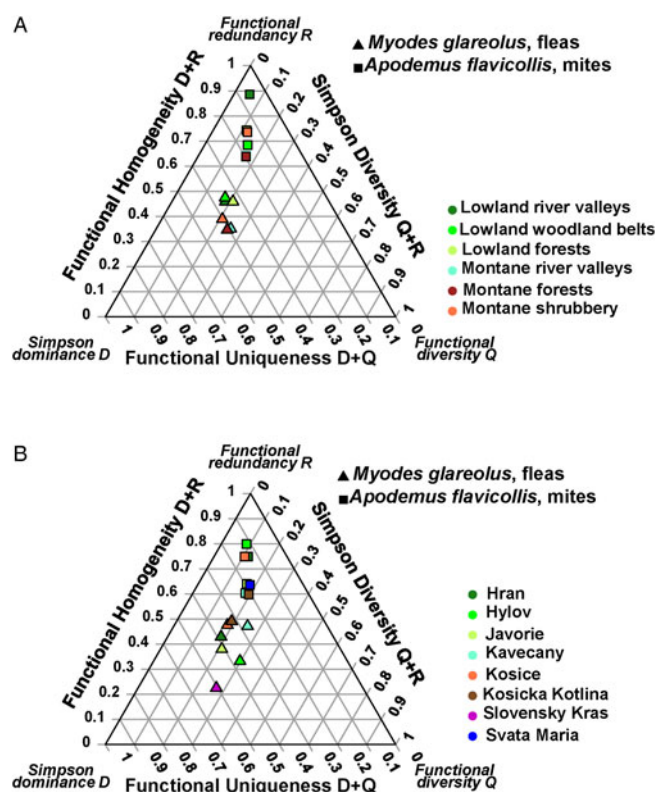 A
Functional
redundancy R
▲ Myodes glareolus, fleas
■ Apodemus flavicollis, mites
Functional Homogeneity D+R
1
0.9
0.8
0.7
0.6
0.5
0.4
0.3
0.2
0.1
0
Simpson Diversity Q+R
0
0.1
0.2
0.3
0.4
0.5
0.6
0.7
0.8
0.9
1
Lowland river valleys
Lowland woodland belts
Lowland forests
Montane river valleys
Montane forests
Montane shrubbery
1 0.9 0.8 0.7 0.6 0.5 0.4 0.3 0.2 0.1 0
Simpson
dominance D
Functional Uniqueness D+Q
Functional
diversity Q
B
Functional
redundancy R
▲ Myodes glareolus, fleas
■ Apodemus flavicollis, mites
Functional Homogeneity D+R
1
0.9
0.8
0.7
0.6
0.5
0.4
0.3
0.2
0.1
0
Simpson Diversity Q+R
0
0.1
0.2
0.3
0.4
0.5
0.6
0.7
0.8
0.9
1
Hran
Hylov
Javorie
Kavecany
Kosice
Kosicka Kotlina
Slovensky Kras
Svata Maria
1 0.9 0.8 0.7 0.6 0.5 0.4 0.3 0.2 0.1 0
Simpson
dominance D
Functional Uniqueness D+Q
Functional
diversity Q